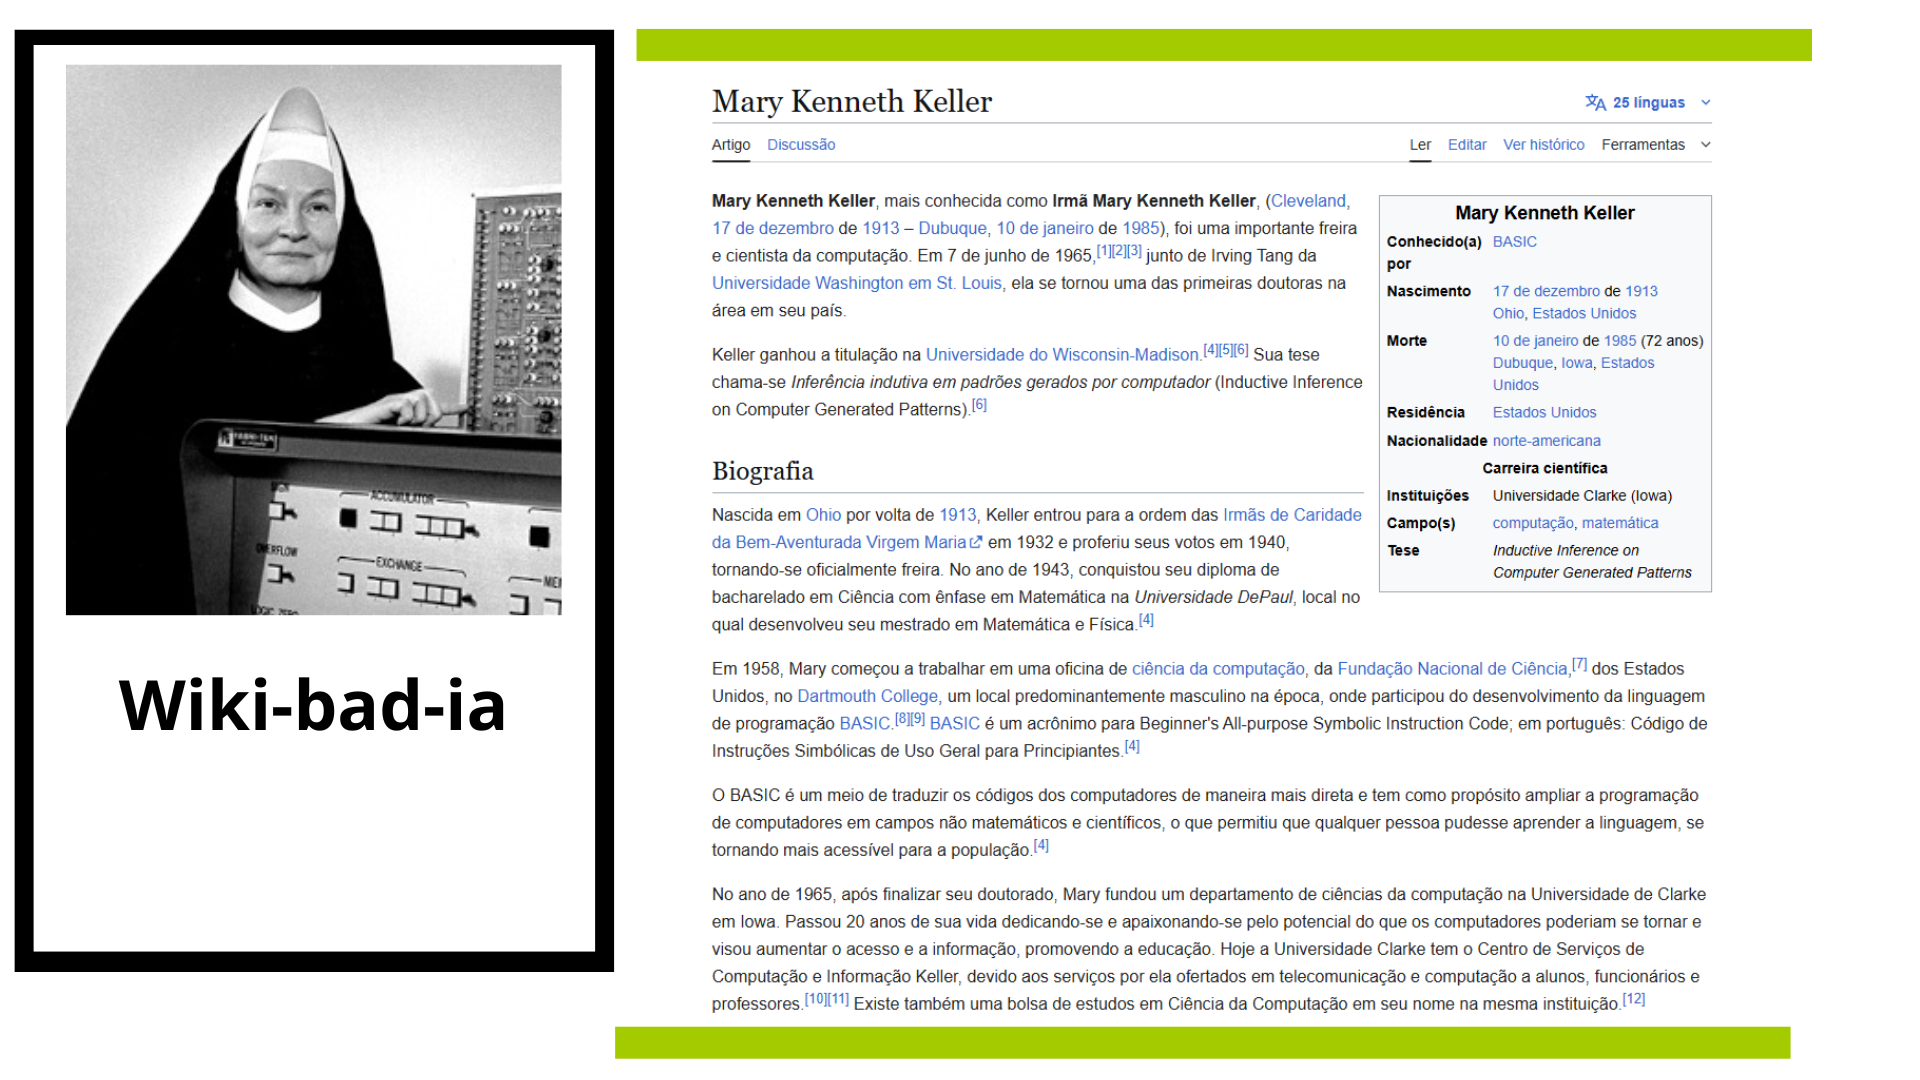 FABRI-TEK
SIGN
ACCUMULATOR
OVERFLOW
EXCHANGE
LOGIC ZERO
Wiki-bad-ia
Mary Kenneth Keller
25 línguas
Artigo Discussão
Ler Editar Ver histórico Ferramentas
Mary Kenneth Keller, mais conhecida como Irmã Mary Kenneth Keller, (Cleveland,
17 de dezembro de 1913 – Dubuque, 10 de janeiro de 1985), foi uma importante freira
e cientista da computação. Em 7 de junho de 1965,[1][2][3] junto de Irving Tang da
Universidade Washington em St. Louis, ela se tornou uma das primeiras doutoras na
área em seu país.
Keller ganhou a titulação na Universidade do Wisconsin-Madison.[4][5][6] Sua tese
chama-se Inferência indutiva em padrões gerados por computador (Inductive Inference
on Computer Generated Patterns).[6]
Mary Kenneth Keller
Conhecido(a) BASIC
por
Nascimento 17 de dezembro de 1913
Ohio, Estados Unidos
Morte 10 de janeiro de 1985 (72 anos)
Dubuque, Iowa, Estados
Unidos
Residência Estados Unidos
Nacionalidade norte-americana
Carreira científica
Instituições Universidade Clarke (Iowa)
Campo(s) computação, matemática
Tese Inductive Inference on
Computer Generated Patterns
Biografia
Nascida em Ohio por volta de 1913, Keller entrou para a ordem das Irmãs de Caridade
da Bem-Aventurada Virgem Maria em 1932 e proferiu seus votos em 1940,
tornando-se oficialmente freira. No ano de 1943, conquistou seu diploma de
bacharelado em Ciência com ênfase em Matemática na Universidade DePaul, local no
qual desenvolveu seu mestrado em Matemática e Física.[4]
Em 1958, Mary começou a trabalhar em uma oficina de ciência da computação, da Fundação Nacional de Ciência,[7] dos Estados
Unidos, no Dartmouth College, um local predominantemente masculino na época, onde participou do desenvolvimento da linguagem
de programação BASIC.[8][9] BASIC é um acrônimo para Beginner's All-purpose Symbolic Instruction Code; em português: Código de
Instruções Simbólicas de Uso Geral para Principiantes.[4]
O BASIC é um meio de traduzir os códigos dos computadores de maneira mais direta e tem como propósito ampliar a programação
de computadores em campos não matemáticos e científicos, o que permitiu que qualquer pessoa pudesse aprender a linguagem, se
tornando mais acessível para a população.[4]
No ano de 1965, após finalizar seu doutorado, Mary fundou um departamento de ciências da computação na Universidade de Clarke
em Iowa. Passou 20 anos de sua vida dedicando-se e apaixonando-se pelo potencial do que os computadores poderiam se tornar e
visou aumentar o acesso e a informação, promovendo a educação. Hoje a Universidade Clarke tem o Centro de Serviços de
Computação e Informação Keller, devido aos serviços por ela ofertados em telecomunicação e computação a alunos, funcionários e
professores.[10][11] Existe também uma bolsa de estudos em Ciência da Computação em seu nome na mesma instituição.[12]